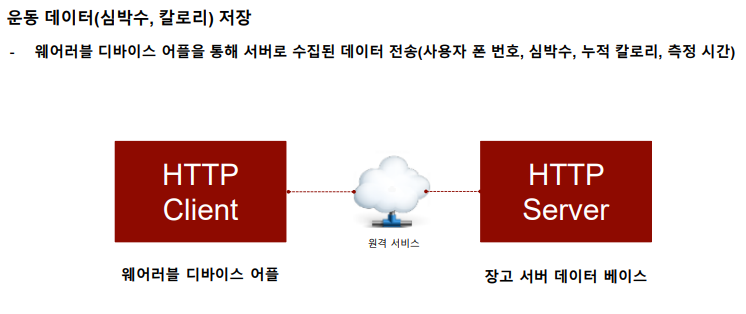 운동 데이터(심박수, 칼로리) 저장
- 웨어러블 디바이스 어플을 통해 서버로 수집된 데이터 전송(사용자 폰 번호, 심박수, 누적 칼로리, 측정 시간)
HTTP
Client
HTTP
Server
원격 서비스
웨어러블 디바이스 어플
장고 서버 데이터 베이스